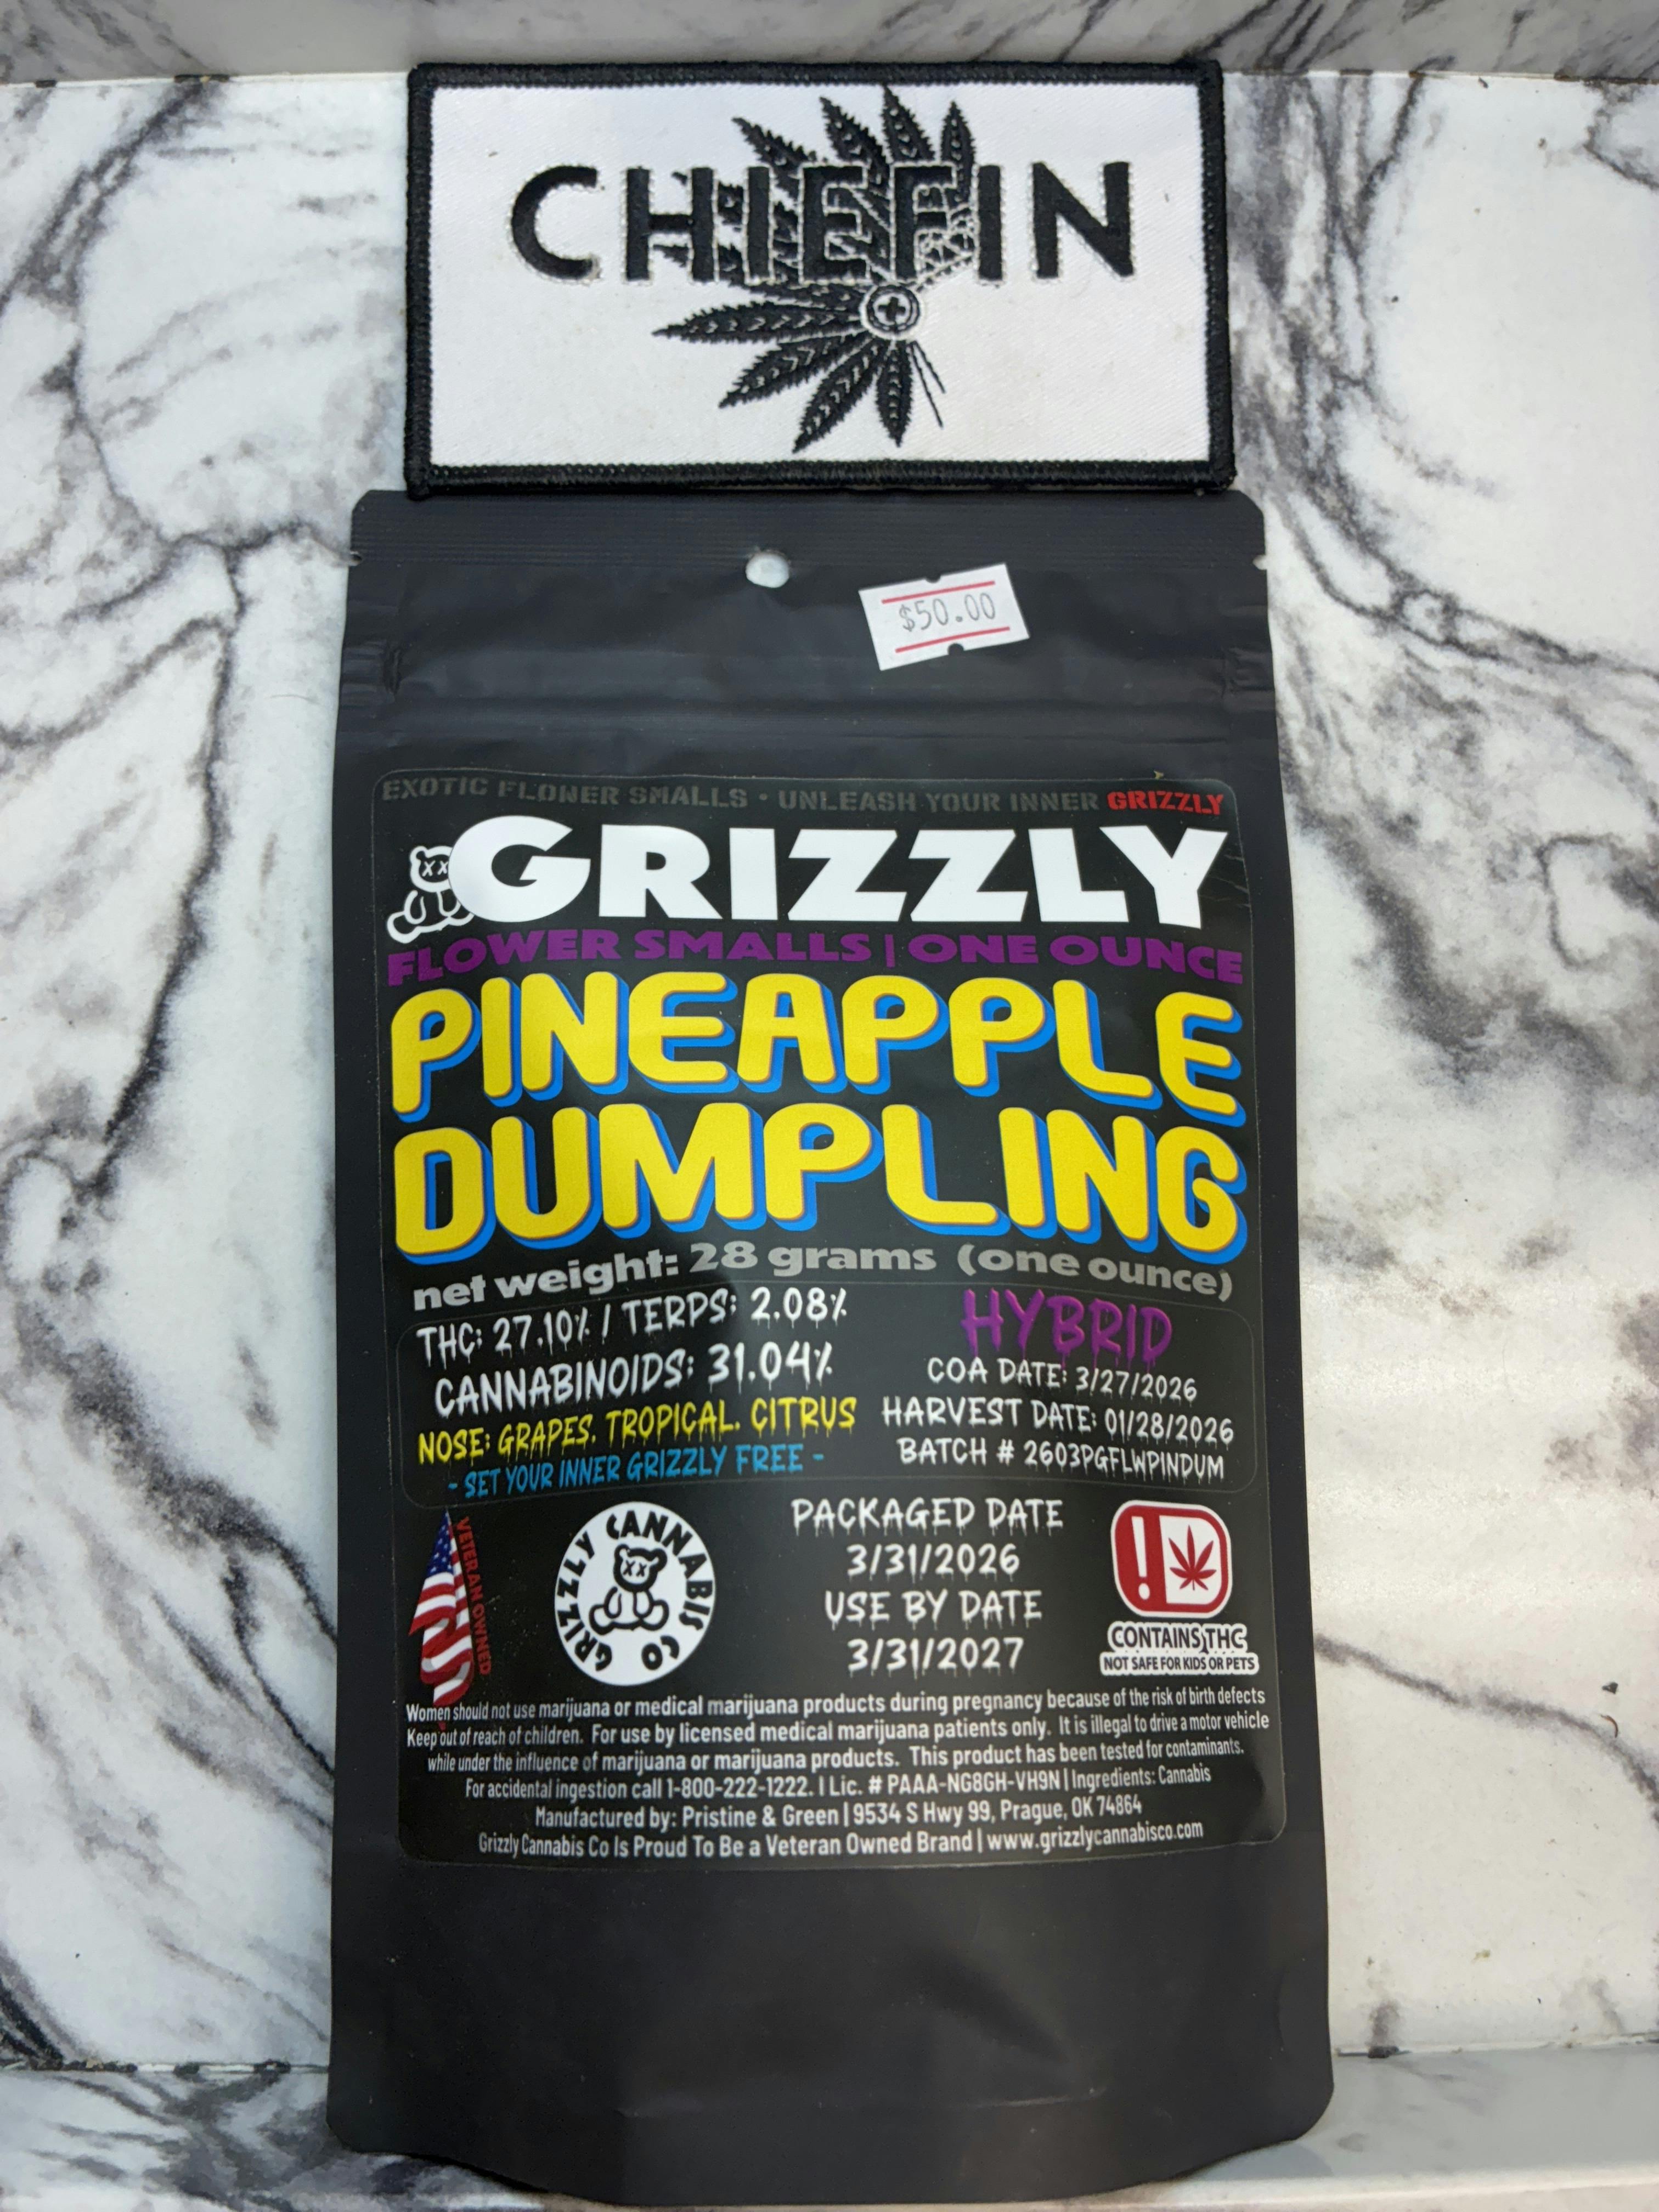 CHIEFIN
$50.00
EXOTIC FLOWER SMALLS • UNLEASH YOUR INNER GRIZZLY
GRIZZLY
FLOWER SMALLS | ONE OUNCE
PINEAPPLE
DUMPLING
net weight: 28 grams (one ounce)
THC: 27.10% / TERPS: 2.08%
CANNABINOIDS: 31.04%
NOSE: GRAPES. TROPICAL. CITRUS
- SET YOUR INNER GRIZZLY FREE -
HYBRID
COA DATE: 3/27/2026
HARVEST DATE: 01/28/2026
BATCH # 2603PGFLWPINDUM
VETERAN OWNED
GRIZZLY CANNABIS CO
PACKAGED DATE
3/31/2026
USE BY DATE
3/31/2027
CONTAINS THC
NOT SAFE FOR KIDS OR PETS
Women should not use marijuana or medical marijuana products during pregnancy because of the risk of birth defects
Keep out of reach of children. For use by licensed medical marijuana patients only. It is illegal to drive a motor vehicle
while under the influence of marijuana or marijuana products. This product has been tested for contaminants.
For accidental ingestion call 1-800-222-1222. I Lic. # PAAA-NG8GH-VH9N | Ingredients: Cannabis
Manufactured by: Pristine & Green | 9534 S Hwy 99, Prague, OK 74864
Grizzly Cannabis Co Is Proud To Be a Veteran Owned Brand | www.grizzlycannabisco.com